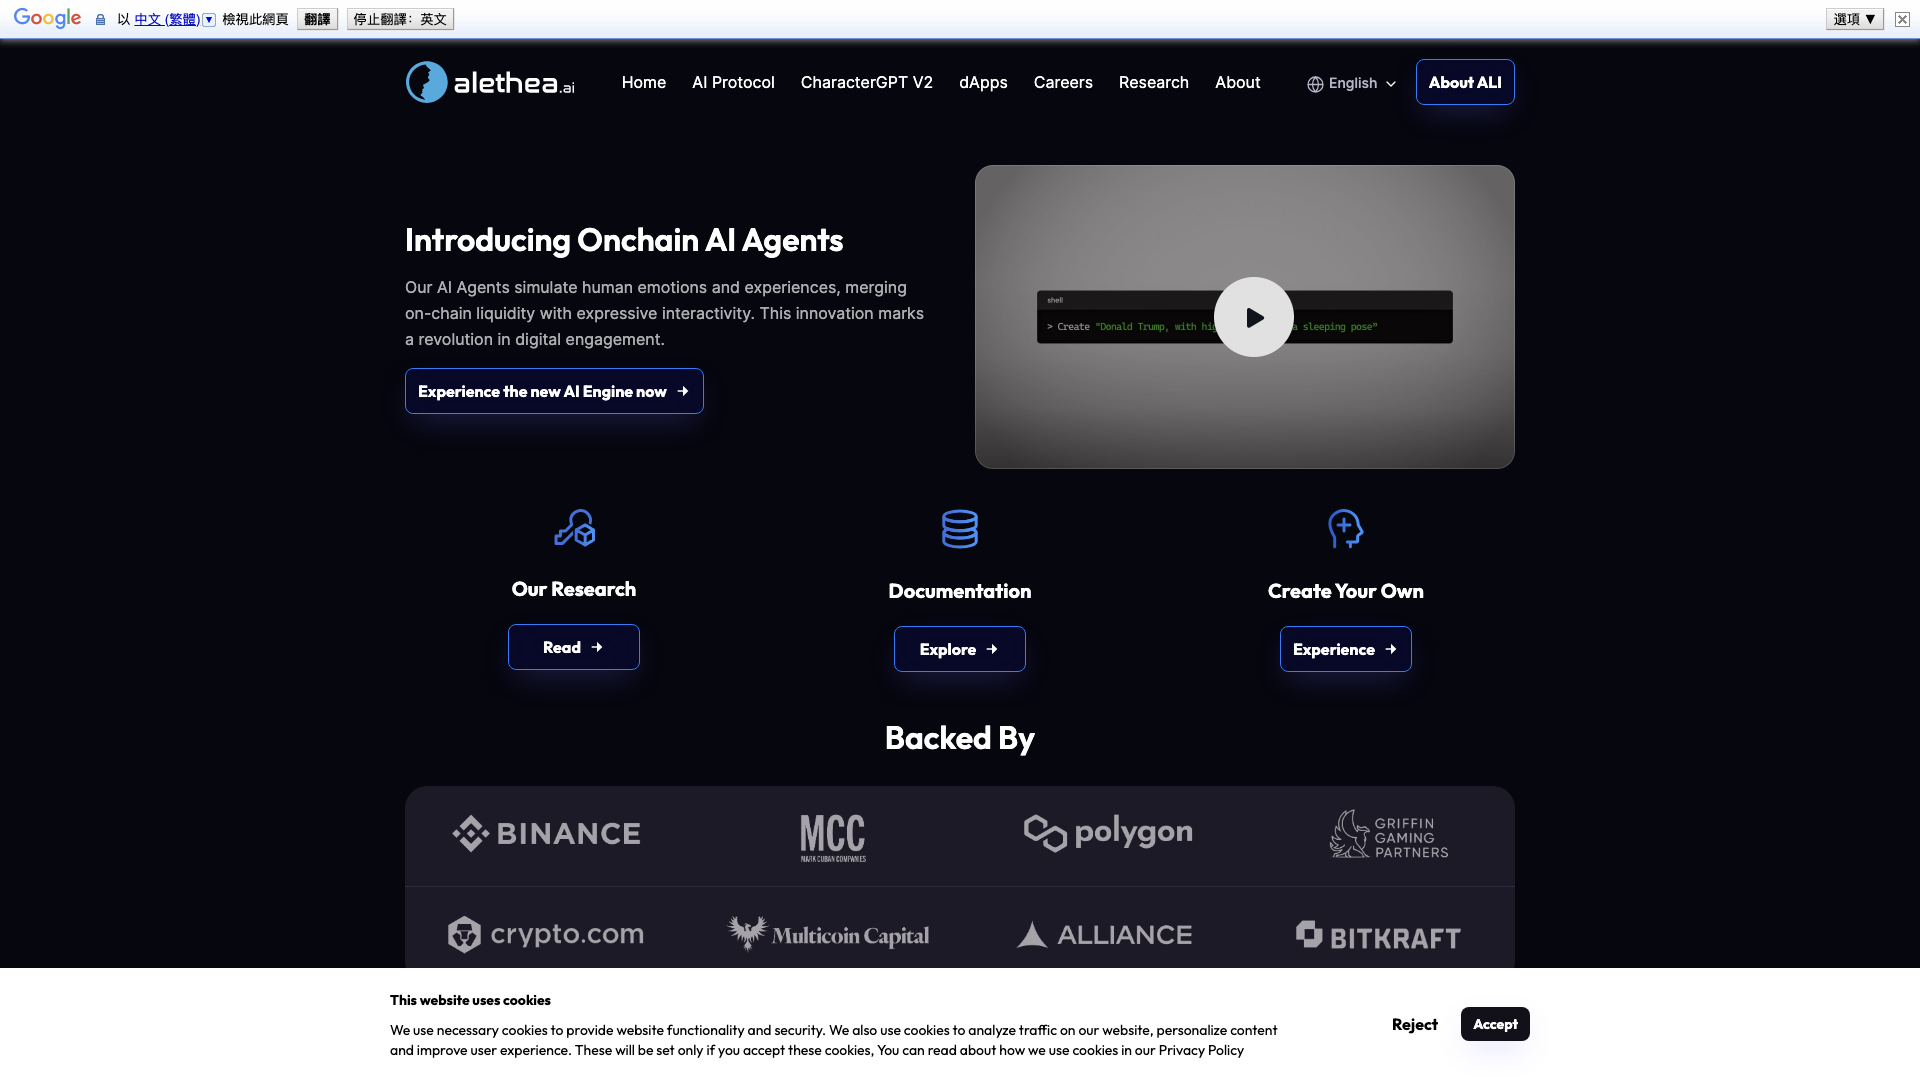 Google 以 中文 (繁體) ▼ 檢視此網頁 翻譯 停止翻譯：英文 選項 ▼
alethea.ai Home AI Protocol CharacterGPT V2 dApps Careers Research About English About ALI
Introducing Onchain AI Agents
Our AI Agents simulate human emotions and experiences, merging
on-chain liquidity with expressive interactivity. This innovation marks
a revolution in digital engagement.
Experience the new AI Engine now
shell
> Create "Donald Trump, with a sleeping pose"
Our Research
Read
Documentation
Explore
Create Your Own
Experience
Backed By
BINANCE
MCC
MARK CUBAN COMPANIES
polygon
GRIFFIN
GAMING
PARTNERS
crypto.com
Multicoin Capital
ALLIANCE
BITKRAFT
This website uses cookies
We use necessary cookies to provide website functionality and security. We also use cookies to analyze traffic on our website, personalize content
and improve user experience. These will be set only if you accept these cookies, You can read about how we use cookies in our Privacy Policy
Reject
Accept